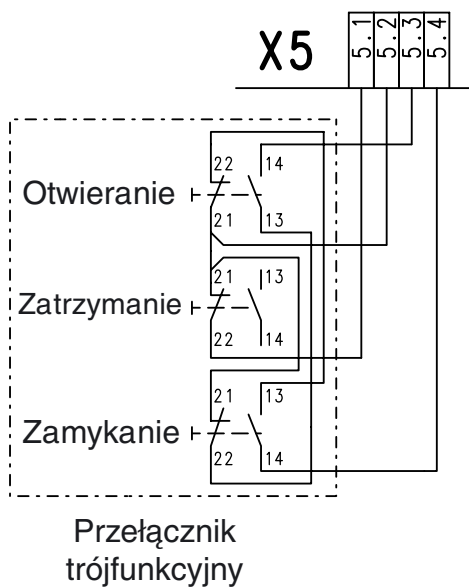 X5
5.1 5.2 5.3 5.4
22 14
Otwieranie
21 13
21 13
Zatrzymanie
22 14
21 13
Zamykanie
22 14
Przełącznik
trójfunkcyjny